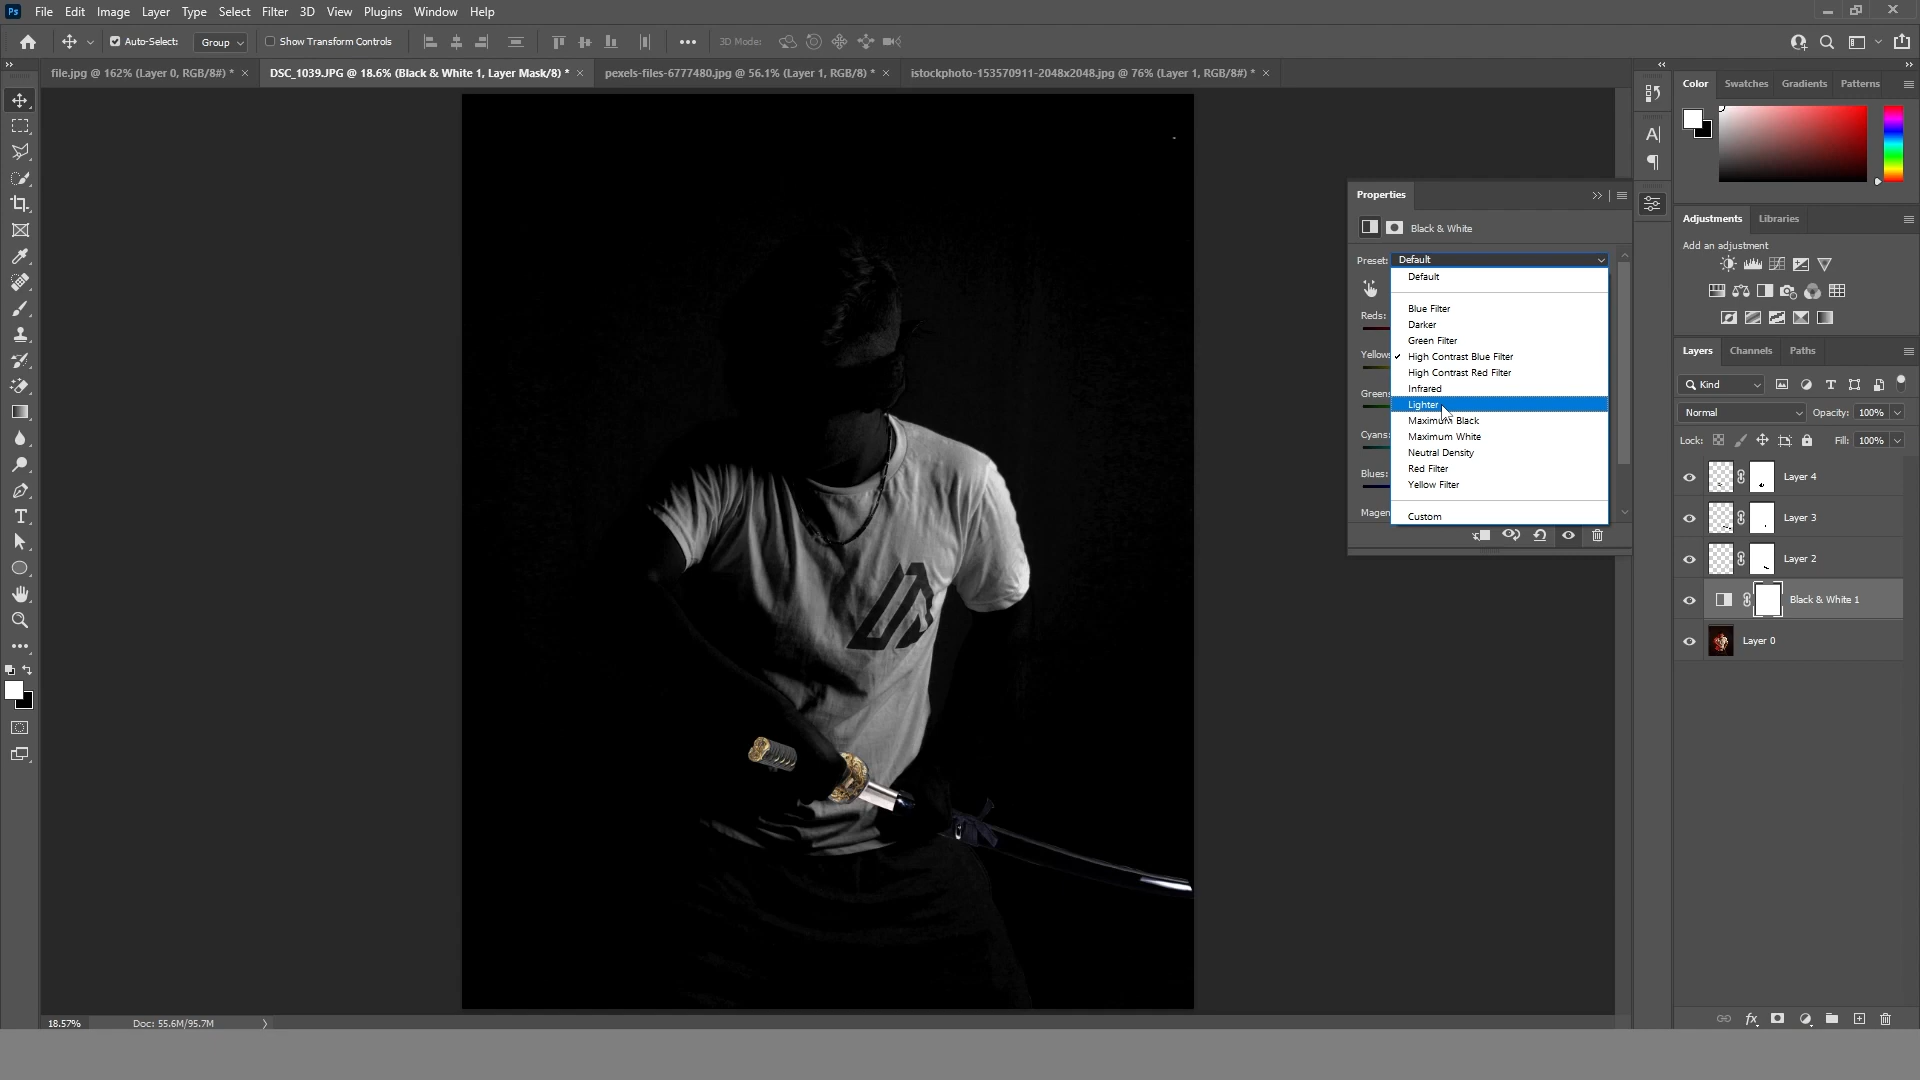 Ps File Edit Image Layer Type Select Filter 3D View Plugins Window Help
Auto-Select: Group Show Transform Controls 3D Mode:
file.jpg @ 162% (Layer 0, RGB/8#) * DSC_1039.JPG @ 18.6% (Black & White 1, Layer Mask/8) * pexels-files-6777480.jpg @ 56.1% (Layer 1, RGB/8) * istockphoto-153570911-2048x2048.jpg @ 76% (Layer 1, RGB/8#) *
Color Swatches Gradients Patterns
Properties
Black & White
Preset: Default
Default
Blue Filter
Darker
Green Filter
High Contrast Blue Filter
High Contrast Red Filter
Infrared
Lighter
Maximum Black
Maximum White
Neutral Density
Red Filter
Yellow Filter
Custom
Reds:
Yellows
Greens
Cyans:
Blues:
Magen
Adjustments Libraries
Add an adjustment
Layers Channels Paths
Kind
Normal Opacity: 100%
Lock: Fill: 100%
Layer 4
Layer 3
Layer 2
Black & White 1
Layer 0
fx
18.57% Doc: 55.6M/95.7M